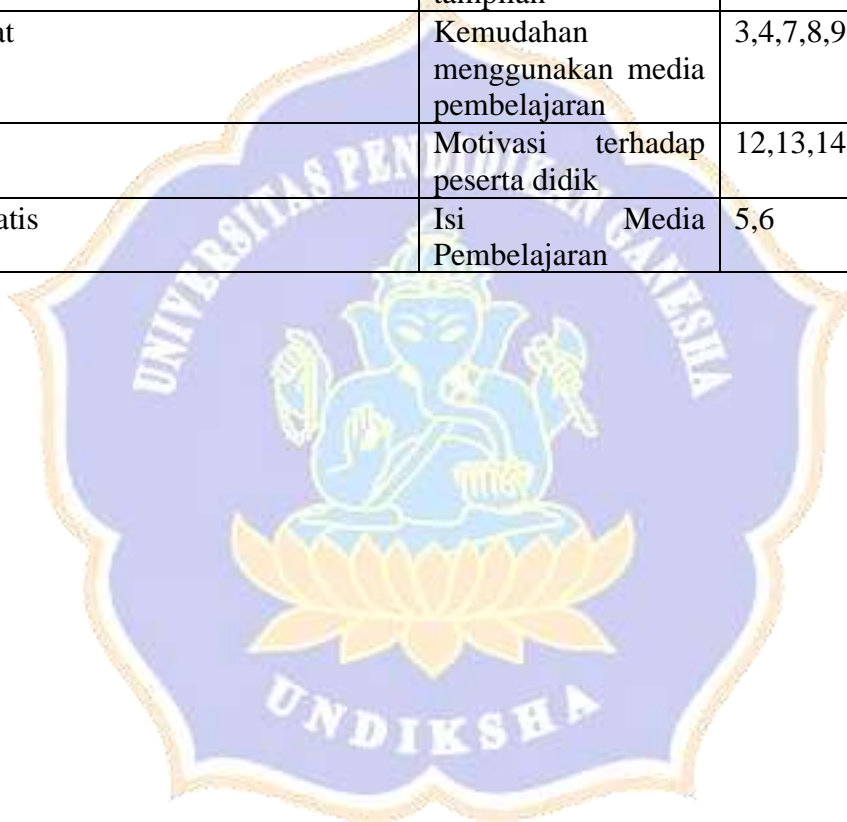 tampilan
at
Kemudahan
menggunakan media
pembelajaran
3,4,7,8,9
Motivasi terhadap
peserta didik
12,13,14
atis
Isi Media
Pembelajaran
5,6
UNIVERSITAS PENDIDIKAN GANESHA
UNDIKSHA